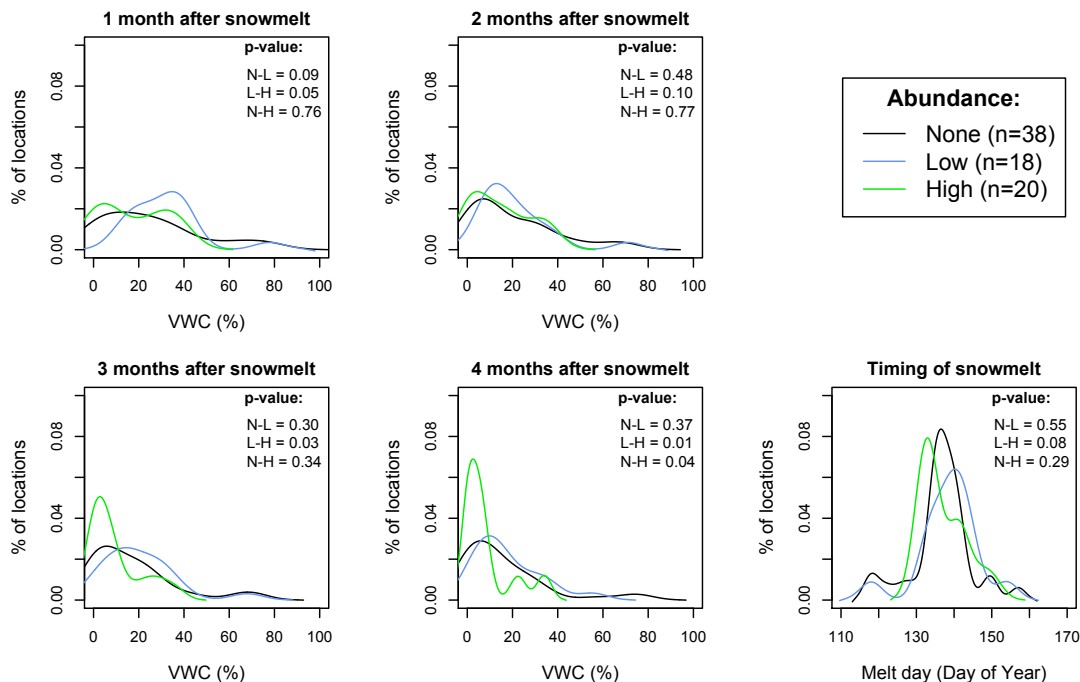 1 month after snowmelt
p-value:
N-L = 0.09
L-H = 0.05
N-H = 0.76
% of locations
0.00 0.04 0.08
0 20 40 60 80 100
VWC (%)
2 months after snowmelt
p-value:
N-L = 0.48
L-H = 0.10
N-H = 0.77
% of locations
0.00 0.04 0.08
0 20 40 60 80 100
VWC (%)
Abundance:
None (n=38)
Low (n=18)
High (n=20)
3 months after snowmelt
p-value:
N-L = 0.30
L-H = 0.03
N-H = 0.34
% of locations
0.00 0.04 0.08
0 20 40 60 80 100
VWC (%)
4 months after snowmelt
p-value:
N-L = 0.37
L-H = 0.01
N-H = 0.04
% of locations
0.00 0.04 0.08
0 20 40 60 80 100
VWC (%)
Timing of snowmelt
p-value:
N-L = 0.55
L-H = 0.08
N-H = 0.29
% of locations
0.00 0.04 0.08
110 130 150 170
Melt day (Day of Year)